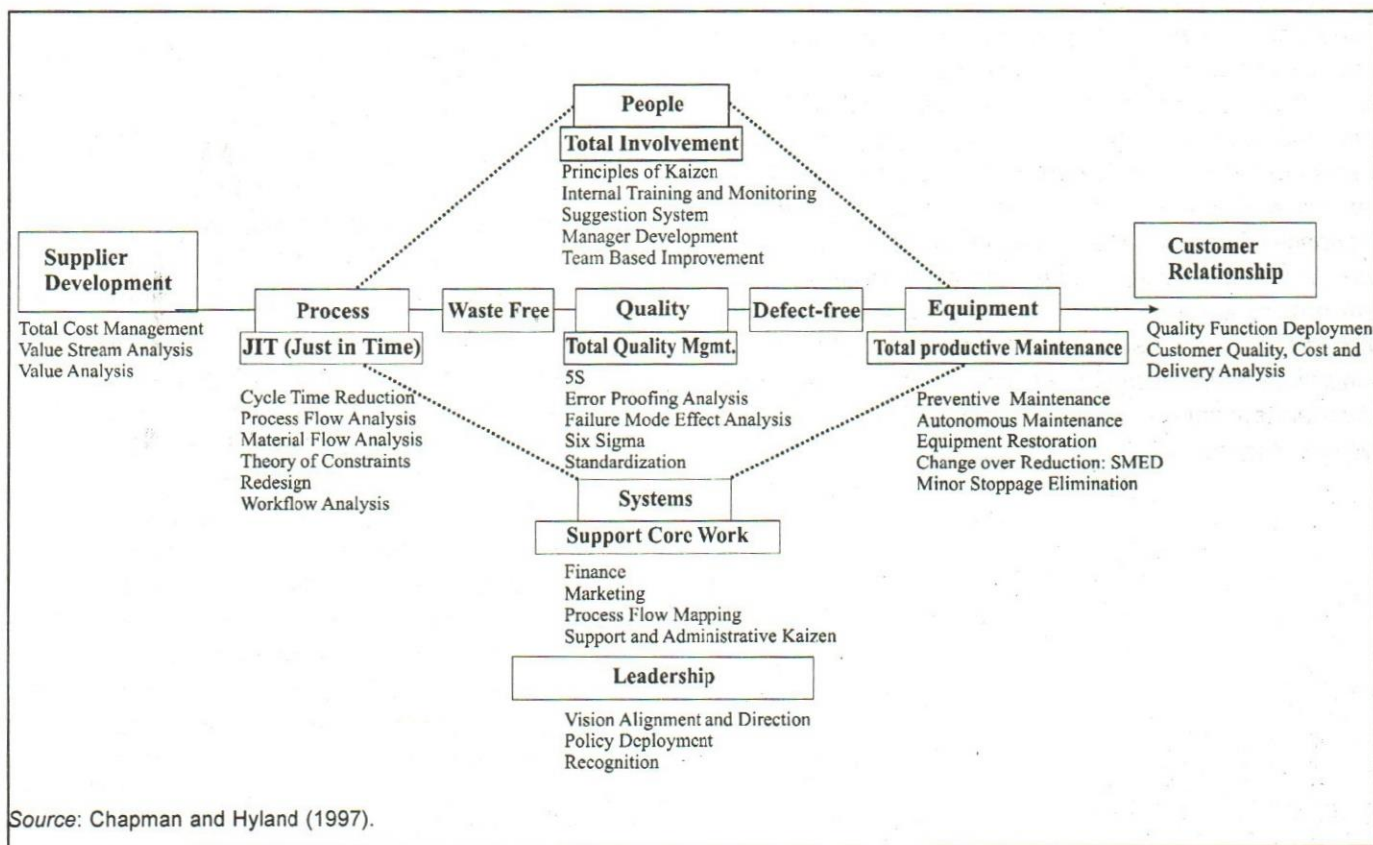 People
Total Involvement
Principles of Kaizen
Internal Training and Monitoring
Suggestion System
Manager Development
Team Based Improvement
Supplier
Development
Total Cost Management
Value Stream Analysis
Value Analysis
Process
JIT (Just in Time)
Cycle Time Reduction
Process Flow Analysis
Material Flow Analysis
Theory of Constraints
Redesign
Workflow Analysis
Waste Free
Quality
Total Quality Mgmt.
5S
Error Proofing Analysis
Failure Mode Effect Analysis
Six Sigma
Standardization
Defect-free
Equipment
Total productive Maintenance
Preventive Maintenance
Autonomous Maintenance
Equipment Restoration
Change over Reduction: SMED
Minor Stoppage Elimination
Customer
Relationship
Quality Function Deploymen
Customer Quality, Cost and
Delivery Analysis
Systems
Support Core Work
Finance
Marketing
Process Flow Mapping
Support and Administrative Kaizen
Leadership
Vision Alignment and Direction
Policy Deployment
Recognition
Source: Chapman and Hyland (1997).